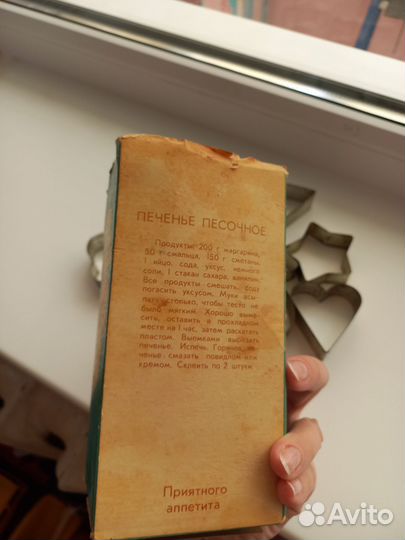 ПЕЧЕНЬЕ ПЕСОЧНОЕ
Продукты: 200 г маргарина,
50 г смальца, 150 г сметаны,
1 яйцо, сода, уксус, немного
соли, 1 стакан сахара, ванилин.
Все продукты смешать, сода
погасить уксусом. Муки всы-
пать столько, чтобы тесто не
было мягким. Хорошо выме-
сить, оставить в прохладном
месте на 1 час, затем раскатать
пластом. Выемками вырезать
печенье. Испечь. Горячее пе-
ченье смазать повидлом или
кремом. Склеить по 2 штуки.
Приятного
аппетита
Avito